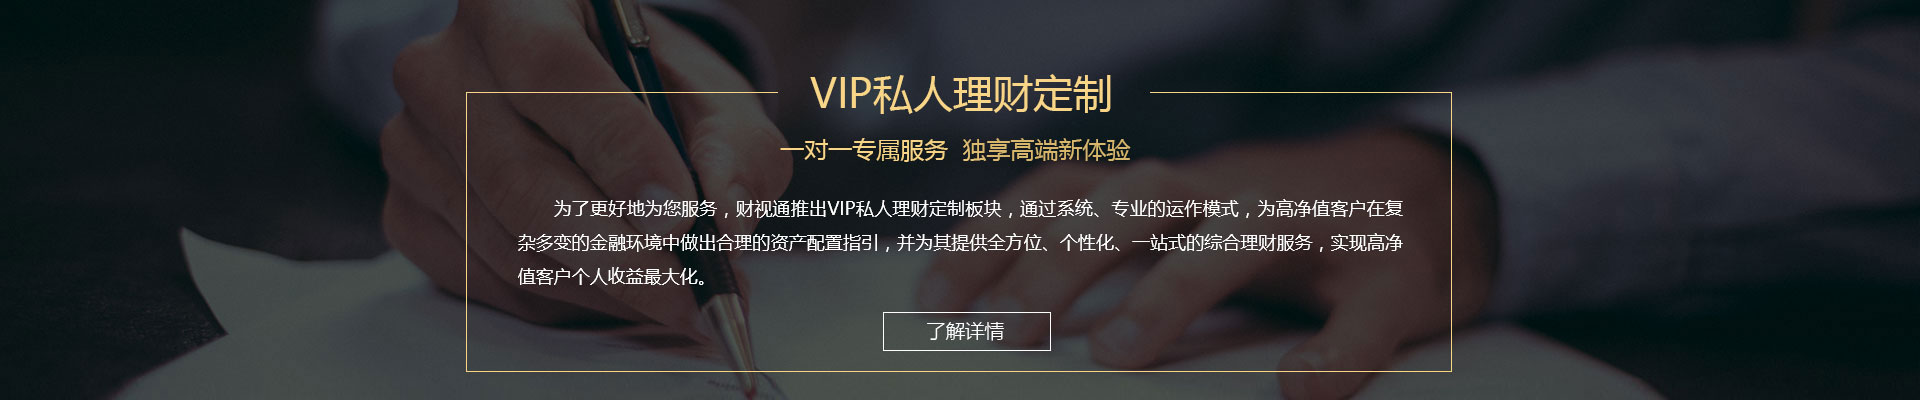 VIP私人理财定制
一对一专属服务 独享高端新体验
为了更好地为您服务，财视通推出VIP私人理财定制板块，通过系统、专业的运作模式，为高净值客户在复
杂多变的金融环境中做出合理的资产配置指引，并为其提供全方位、个性化、一站式的综合理财服务，实现高净
值客户个人收益最大化。
了解详情